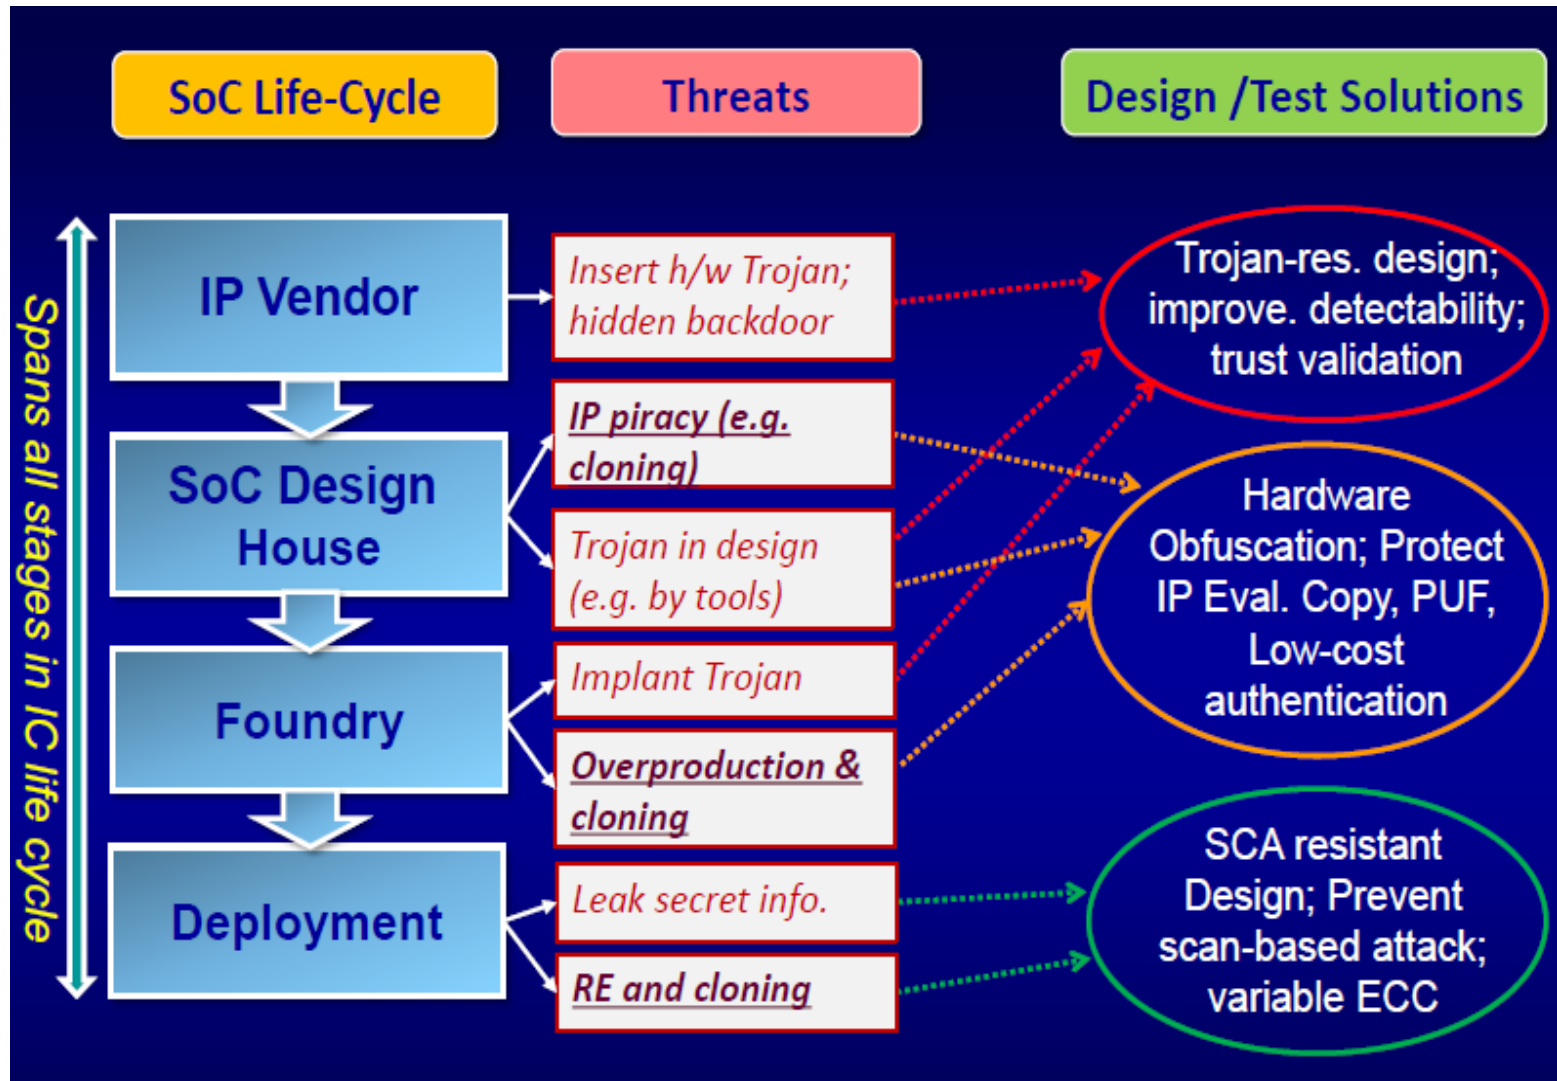 SoC Life-Cycle
Threats
Design /Test Solutions
Spans all stages in IC life cycle
IP Vendor
Insert h/w Trojan;
hidden backdoor
Trojan-res. design;
improve. detectability;
trust validation
SoC Design
House
IP piracy (e.g.
cloning)
Trojan in design
(e.g. by tools)
Hardware
Obfuscation; Protect
IP Eval. Copy, PUF,
Low-cost
authentication
Foundry
Implant Trojan
Overproduction &
cloning
Deployment
Leak secret info.
RE and cloning
SCA resistant
Design; Prevent
scan-based attack;
variable ECC